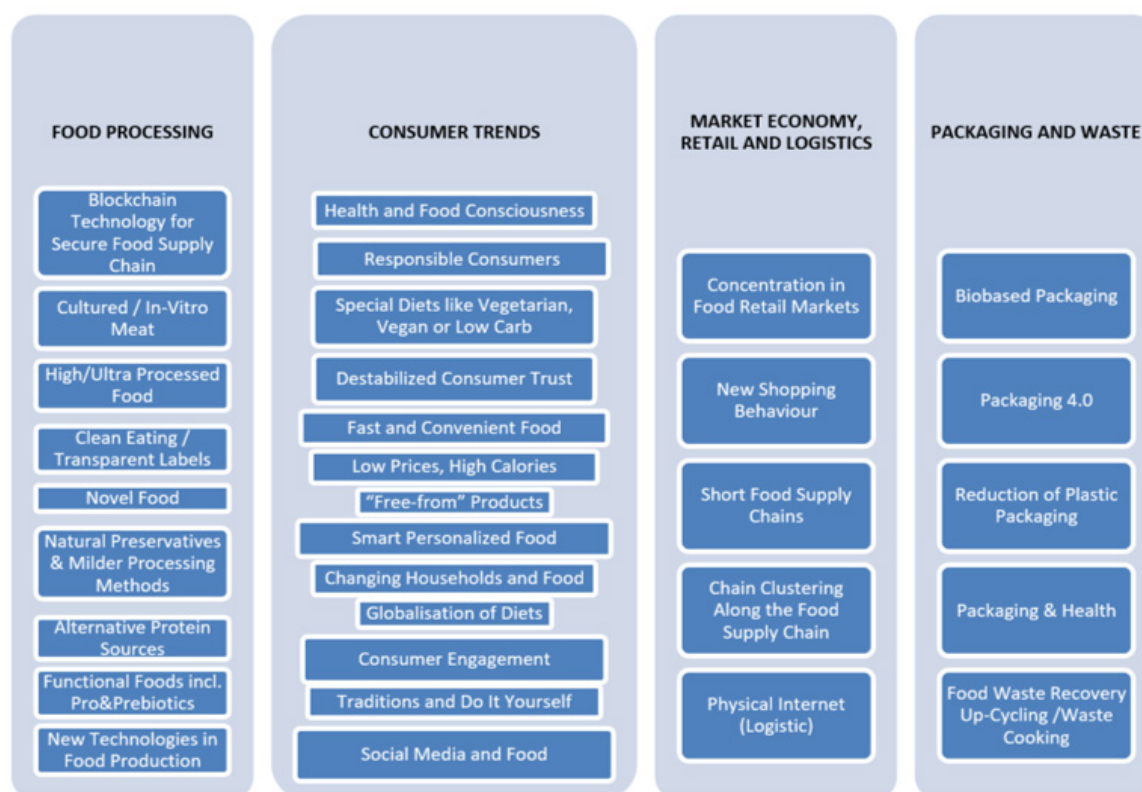 FOOD PROCESSING
Blockchain
Technology for
Secure Food Supply
Chain
Cultured / In-Vitro
Meat
High/Ultra Processed
Food
Clean Eating /
Transparent Labels
Novel Food
Natural Preservatives
& Milder Processing
Methods
Alternative Protein
Sources
Functional Foods incl.
Pro&Prebiotics
New Technologies in
Food Production
CONSUMER TRENDS
Health and Food Consciousness
Responsible Consumers
Special Diets like Vegetarian,
Vegan or Low Carb
Destabilized Consumer Trust
Fast and Convenient Food
Low Prices, High Calories
“Free-from” Products
Smart Personalized Food
Changing Households and Food
Globalisation of Diets
Consumer Engagement
Traditions and Do It Yourself
Social Media and Food
MARKET ECONOMY,
RETAIL AND LOGISTICS
Concentration in
Food Retail Markets
New Shopping
Behaviour
Short Food Supply
Chains
Chain Clustering
Along the Food
Supply Chain
Physical Internet
(Logistic)
PACKAGING AND WASTE
Biobased Packaging
Packaging 4.0
Reduction of Plastic
Packaging
Packaging & Health
Food Waste Recovery
Up-Cycling /Waste
Cooking